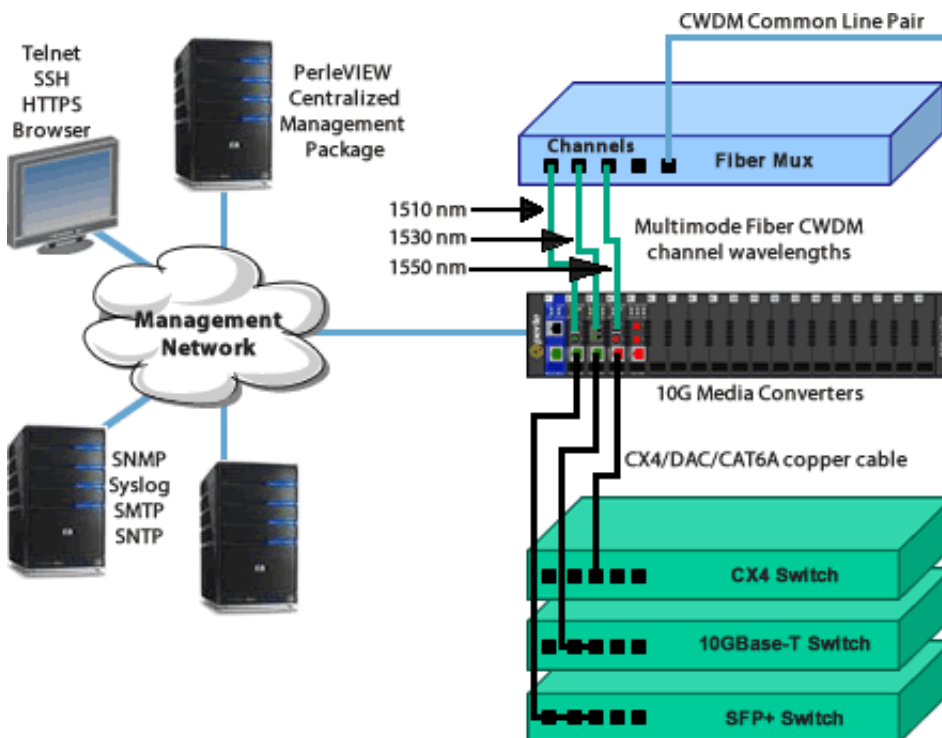 CWDM Common Line Pair
Telnet
SSH
HTTPS
Browser
PerleVIEW
Centralized
Management
Package
Channels
Fiber Mux
1510 nm
1530 nm
1550 nm
Multimode Fiber CWDM
channel wavelengths
Management
Network
perle
10G Media Converters
CX4/DAC/CAT6A copper cable
SNMP
Syslog
SMTP
SNTP
CX4 Switch
10GBase-T Switch
SFP+ Switch